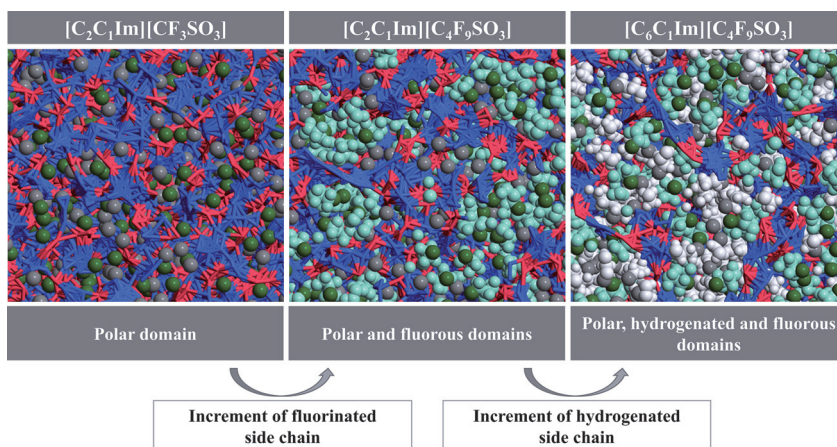 [C₂C₁Im][CF₃SO₃]
[C₂C₁Im][C₄F₉SO₃]
[C₆C₁Im][C₄F₉SO₃]
Polar domain
Polar and fluorous domains
Polar, hydrogenated and fluorous
domains
Increment of fluorinated
side chain
Increment of hydrogenated
side chain